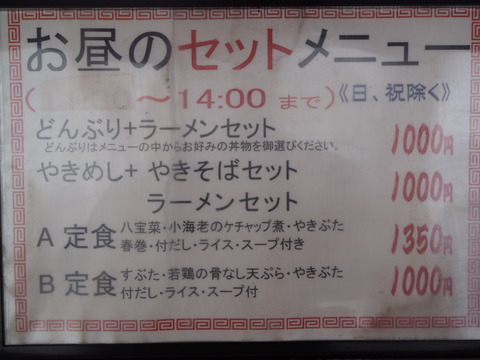 お昼のセットメニュー
～14:00 まで)《日、祝除く》
どんぶり+ラーメンセット 1000円
どんぶりはメニューの中からお好みの丼物を御選びください。
やきめし+ やきそばセット 1000円
ラーメンセット
A 定食 八宝菜・小海老のケチャップ煮・やきぶた 1350円
春巻・付だし・ライス・スープ付き
B 定食 すぶた・若鶏の骨なし天ぷら・やきぶた 1000円
付だし・ライス・スープ付